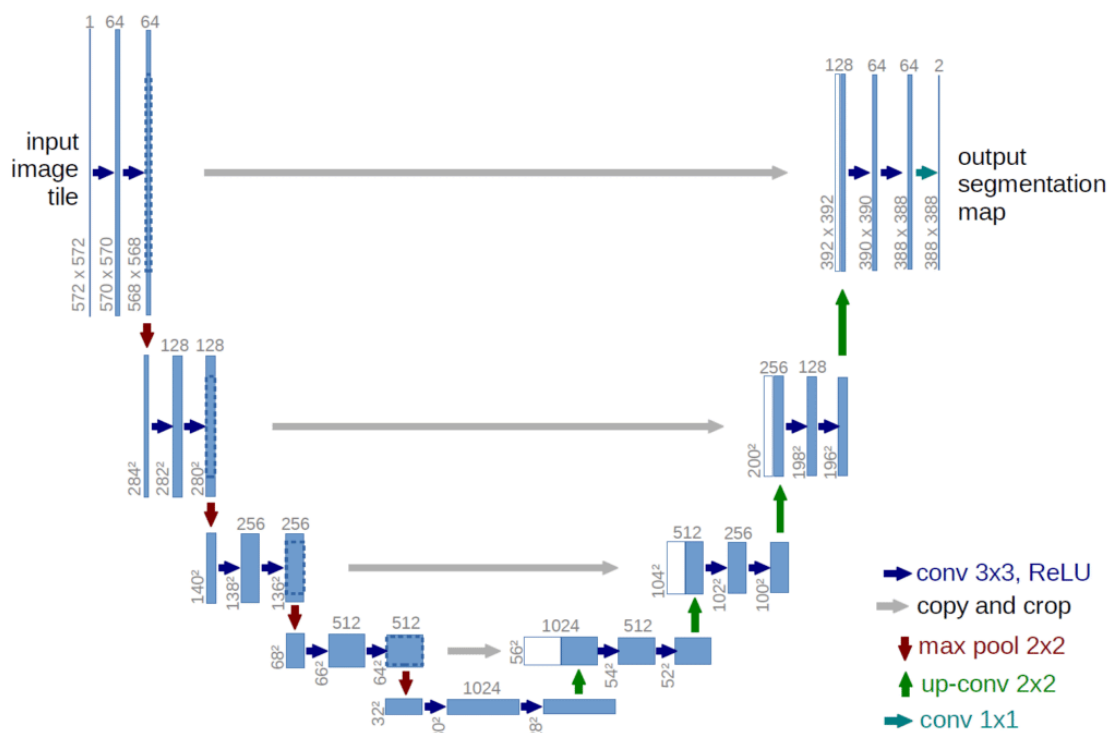 1 64 64
128 64 64 2
input
image
tile
output
segmentation
map
572 x 572
570 x 570
568 x 568
392 x 392
390 x 390
388 x 388
388 x 388
128 128
256 128
284²
282²
280²
200²
198²
196²
256 256
512 256
140²
138²
136²
104²
102²
100²
512 512
1024 512
68²
66²
64²
56²
54²
52²
1024
32²
conv 3x3, ReLU
copy and crop
max pool 2x2
up-conv 2x2
conv 1x1